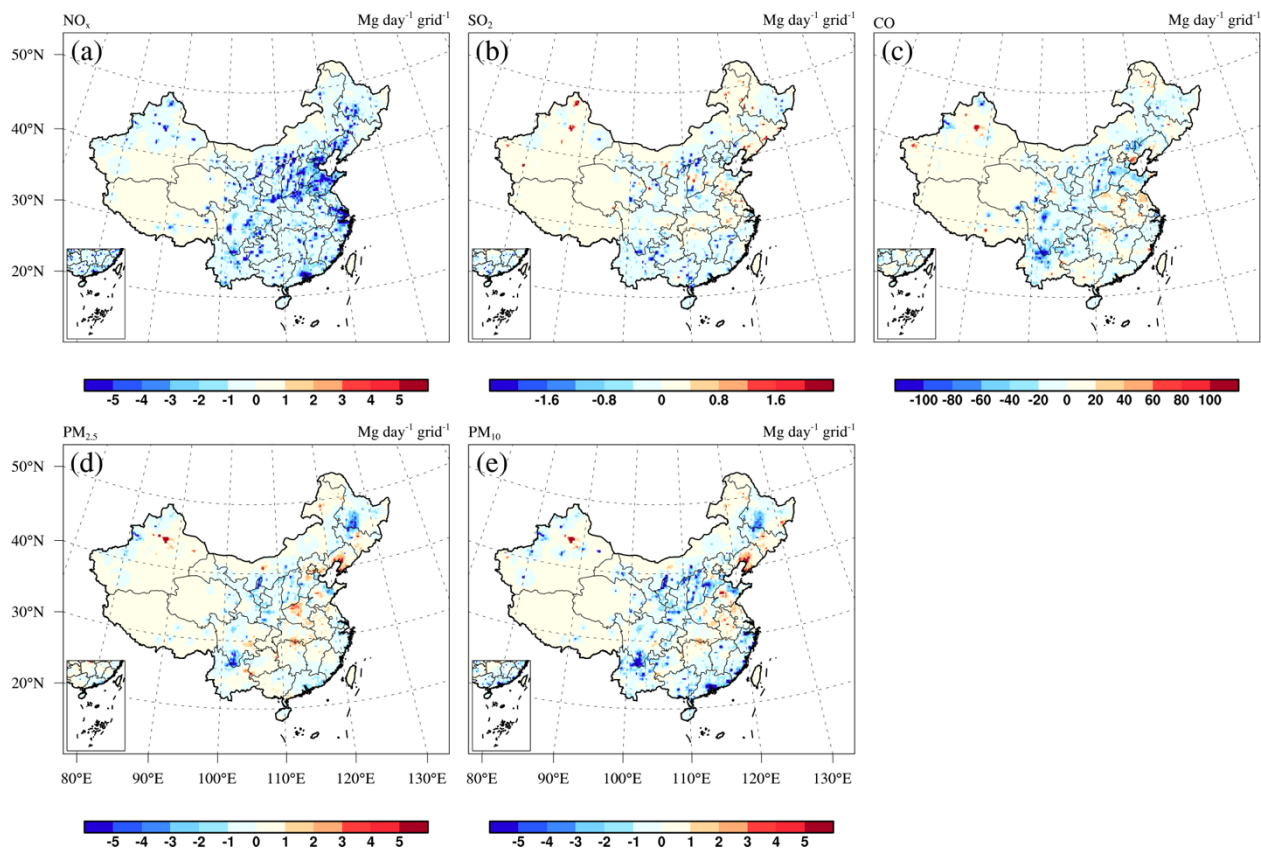 NOₓ Mg day⁻¹ grid⁻¹ SO₂ Mg day⁻¹ grid⁻¹ CO Mg day⁻¹ grid⁻¹
(a) (b) (c)
50°N
40°N
30°N
20°N
-5 -4 -3 -2 -1 0 1 2 3 4 5 -1.6 -0.8 0 0.8 1.6 -100 -80 -60 -40 -20 0 20 40 60 80 100
PM₂.₅ Mg day⁻¹ grid⁻¹ PM₁₀ Mg day⁻¹ grid⁻¹
(d) (e)
50°N
40°N
30°N
20°N
80°E 90°E 100°E 110°E 120°E 130°E 80°E 90°E 100°E 110°E 120°E 130°E
-5 -4 -3 -2 -1 0 1 2 3 4 5 -5 -4 -3 -2 -1 0 1 2 3 4 5